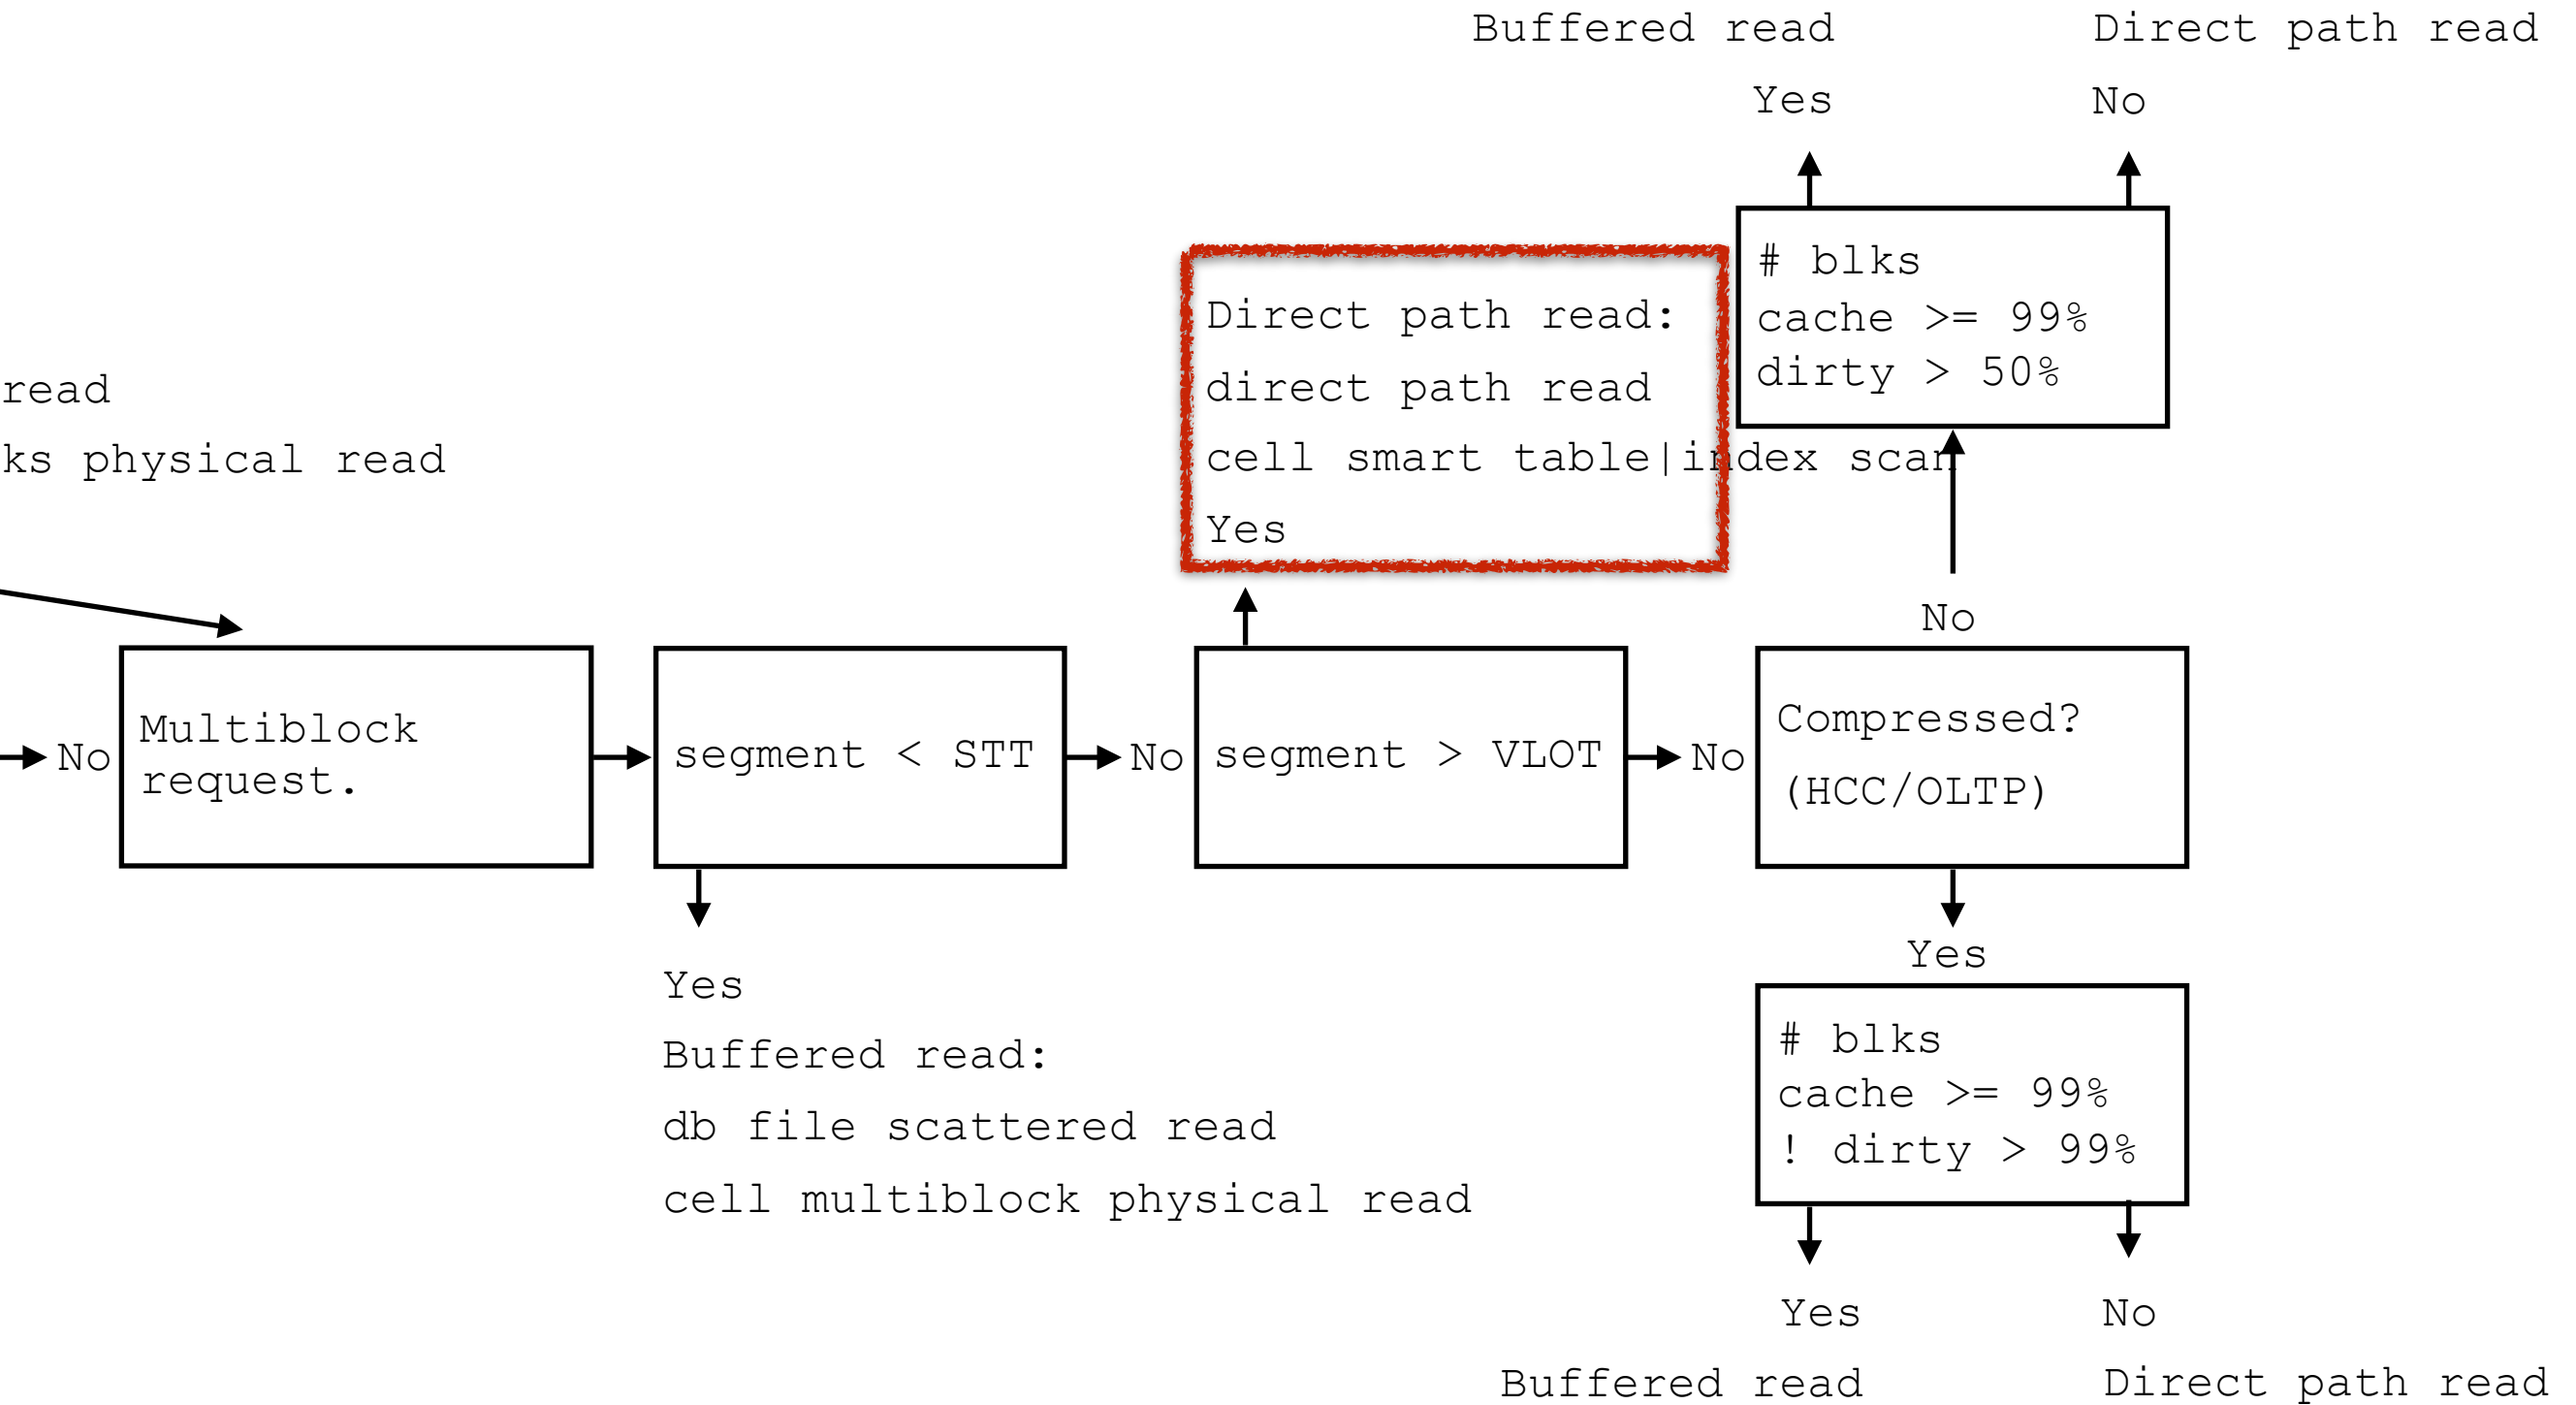 Buffered read
Direct path read
Yes
No
# blks
cache >= 99%
dirty > 50%
Direct path read:
direct path read
cell smart table|index scan
Yes
read
ks physical read
No
No
Multiblock
request.
segment < STT
No
segment > VLOT
No
Compressed?
(HCC/OLTP)
Yes
Yes
Buffered read:
db file scattered read
cell multiblock physical read
# blks
cache >= 99%
! dirty > 99%
Yes
No
Buffered read
Direct path read